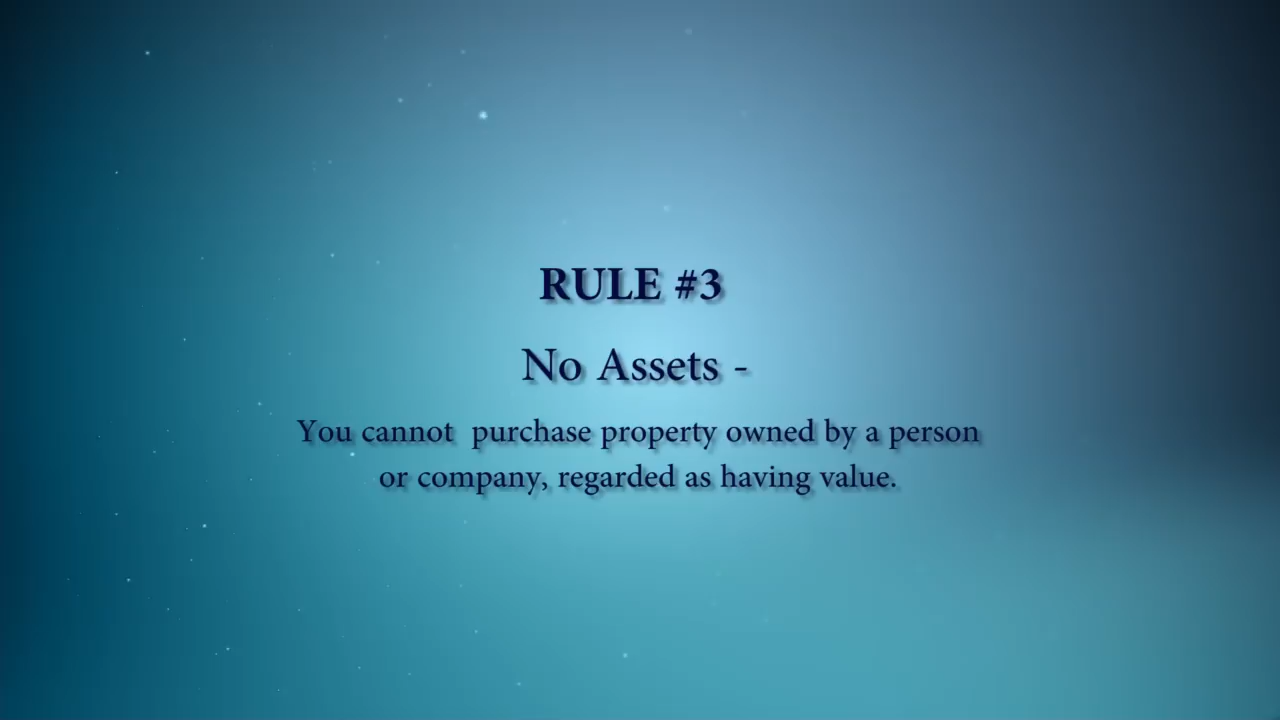 RULE #3
No Assets -
You cannot  purchase property owned by a person
or company, regarded as having value.